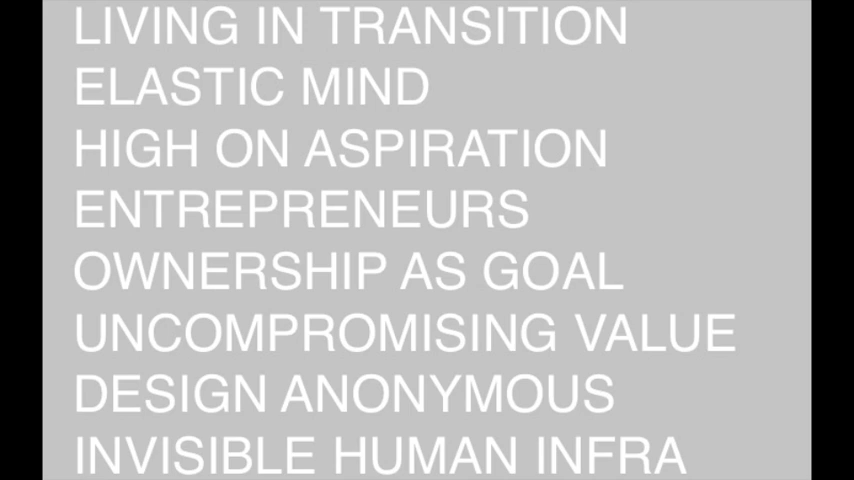 LIVING IN TRANSITION
ELASTIC MIND
HIGH ON ASPIRATION
ENTREPRENEURS
OWNERSHIP AS GOAL
UNCOMPROMISING VALUE
DESIGN ANONYMOUS
INVISIBLE HUMAN INFRA